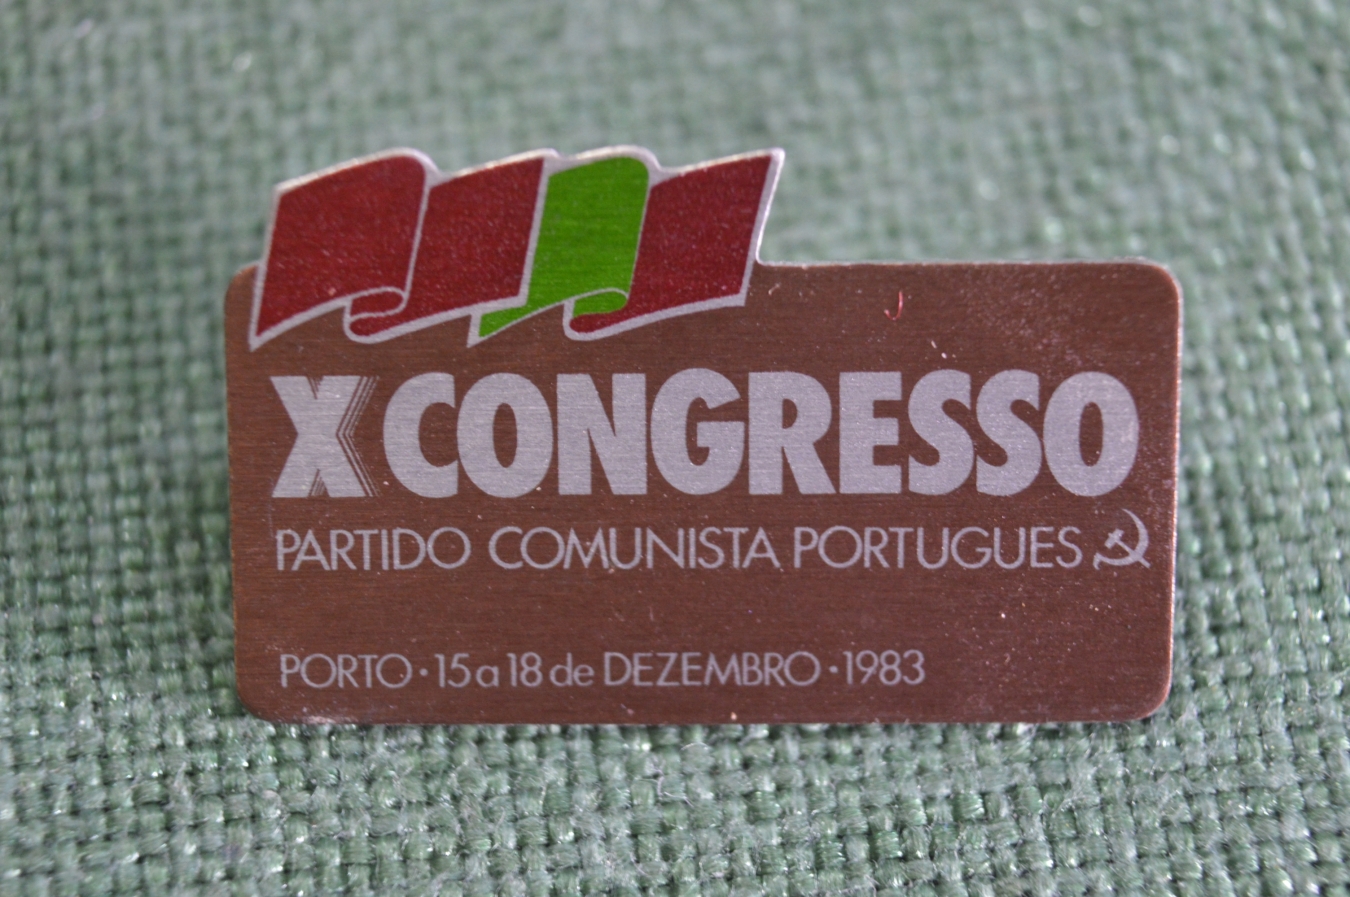 X CONGRESSO
PARTIDO COMUNISTA PORTUGUES
PORTO · 15 a 18 de DEZEMBRO · 1983